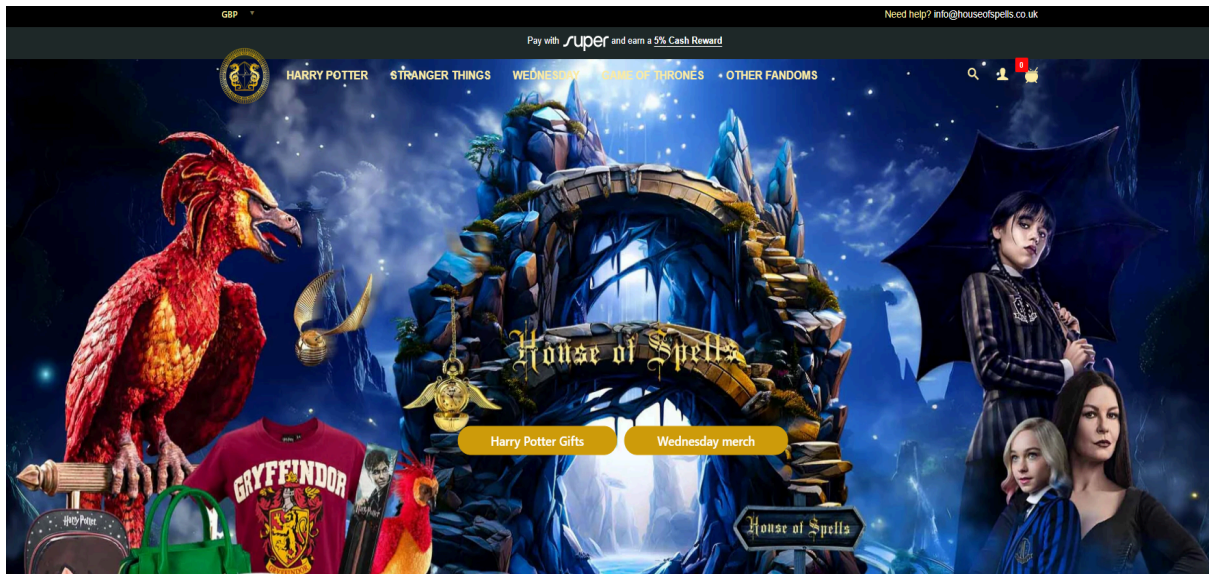 GBP
Need help? info@houseofspells.co.uk
Pay with super and earn a 5% Cash Reward
HARRY POTTER STRANGER THINGS WEDNESDAY GAME OF THRONES OTHER FANDOMS
0
House of Spells
Harry Potter Gifts Wednesday merch
GRYFFINDOR
Harry Potter
House of Spells
GRYFFINDOR